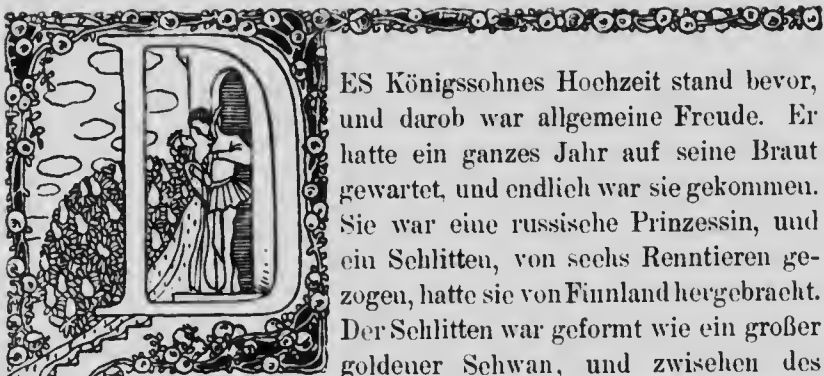 DES Königssohnes Hochzeit stand bevor,
und darob war allgemeine Freude. Er
hatte ein ganzes Jahr auf seine Braut
gewartet, und endlich war sie gekommen.
Sie war eine russische Prinzessin, und
ein Schlitten, von sechs Renntieren ge-
zogen, hatte sie von Finnland hergebracht.
Der Schlitten war geformt wie ein großer
goldener Schwan, und zwischen des